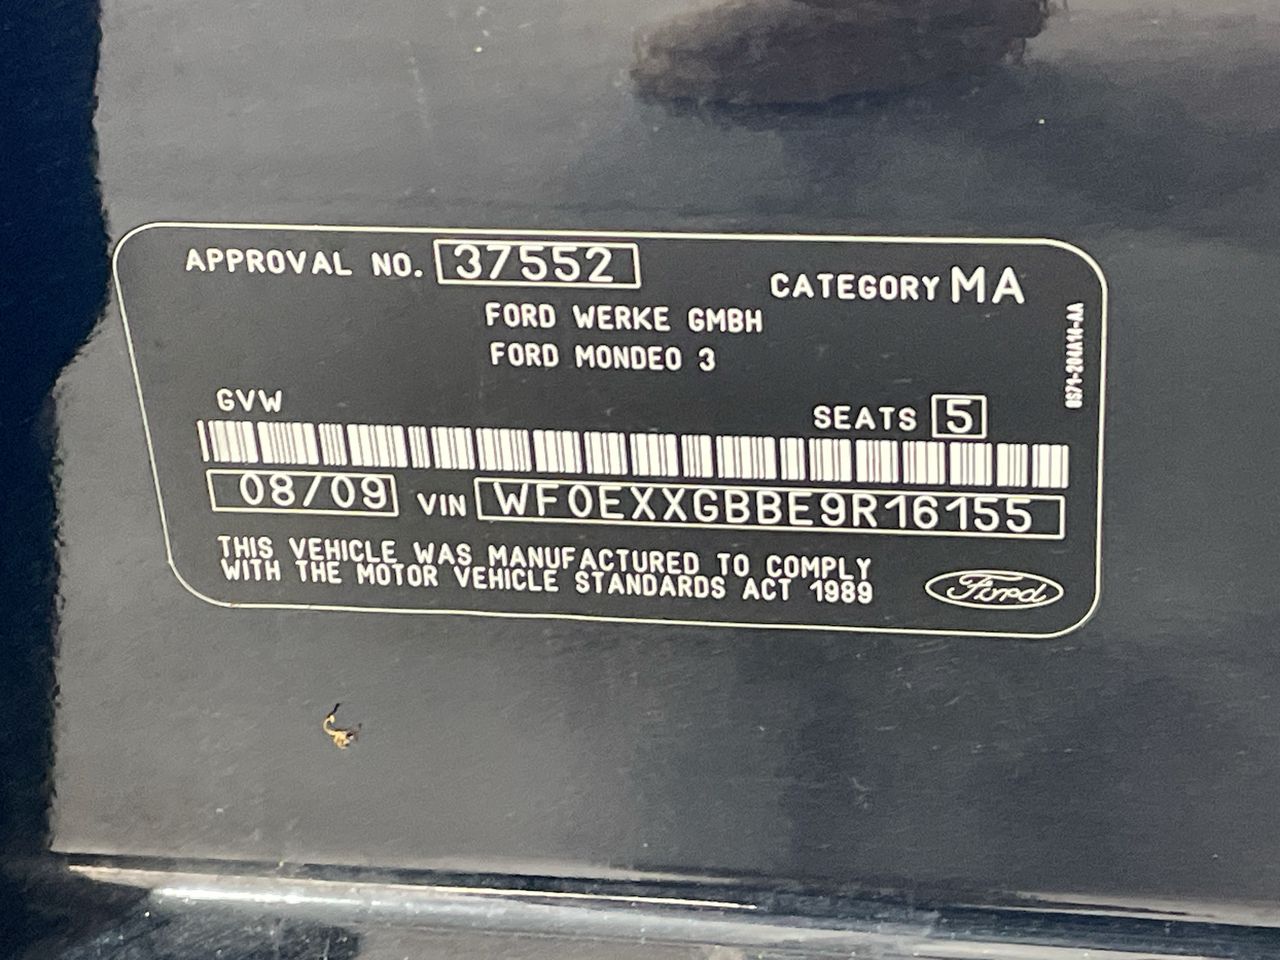 APPROVAL NO. 37552
CATEGORY MA
FORD WERKE GMBH
FORD MONDEO 3
GVW
SEATS 5
08/09 VIN WF0EXXGBBE9R16155
THIS VEHICLE WAS MANUFACTURED TO COMPLY
WITH THE MOTOR VEHICLE STANDARDS ACT 1989
Ford